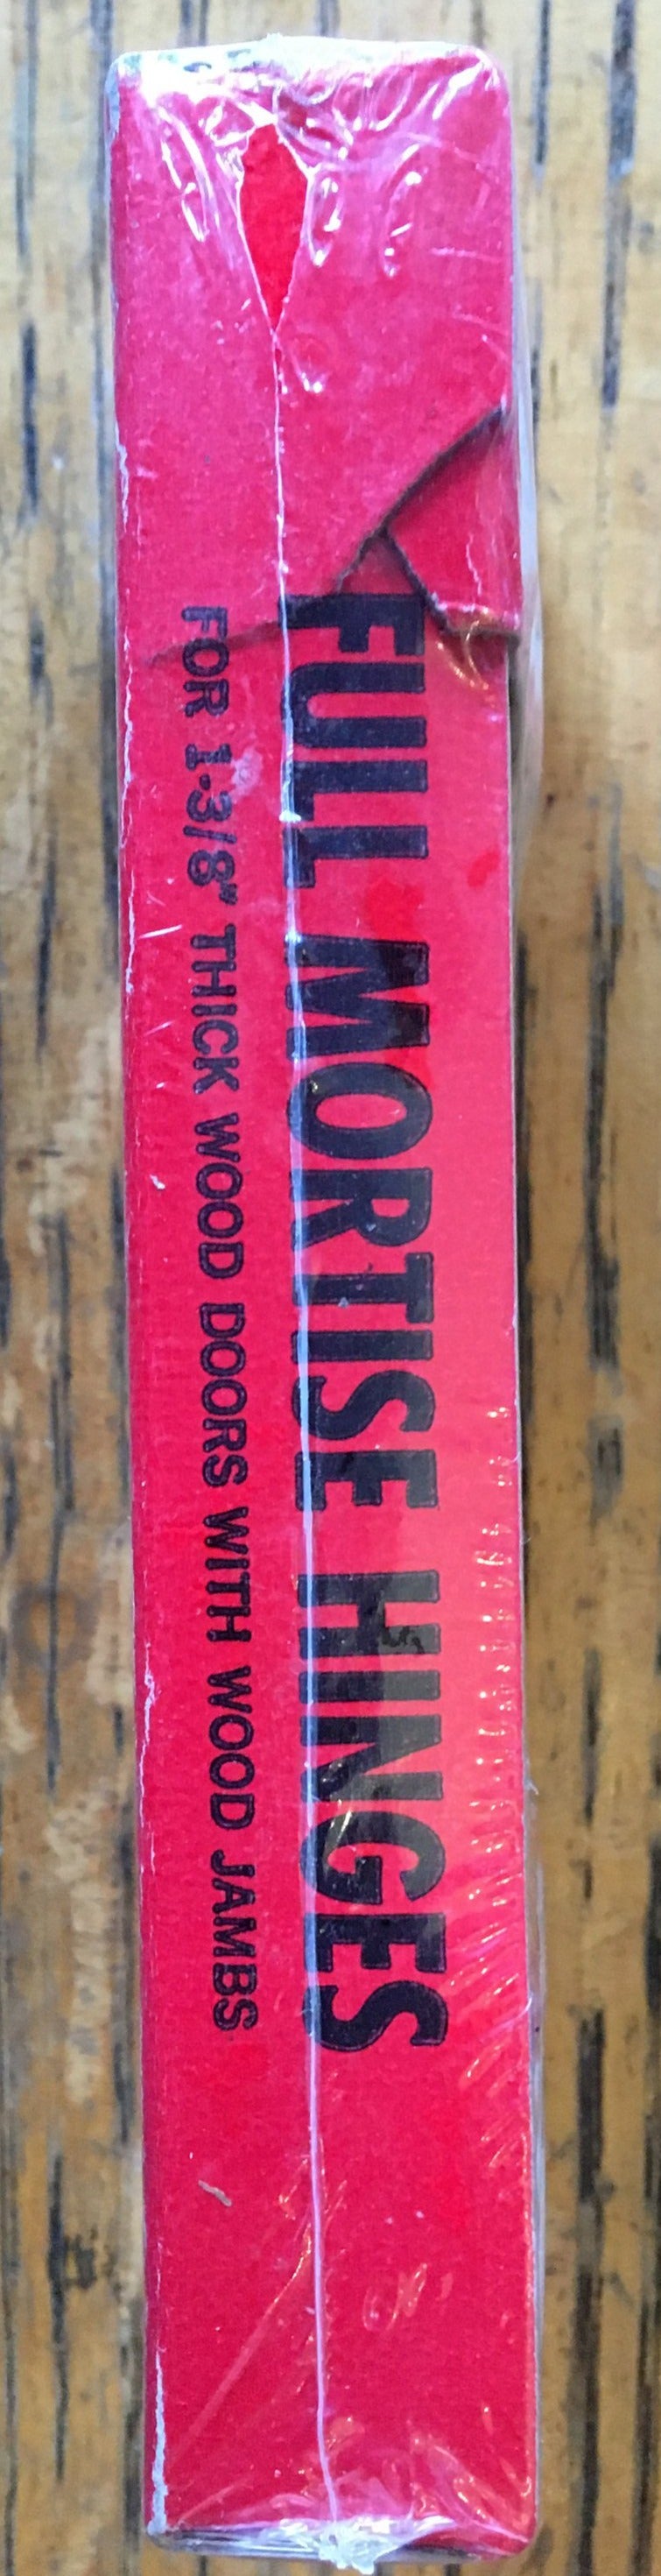 FULL MORTISE HINGES
FOR 1-3/8" THICK WOOD DOORS WITH WOOD JAMBS